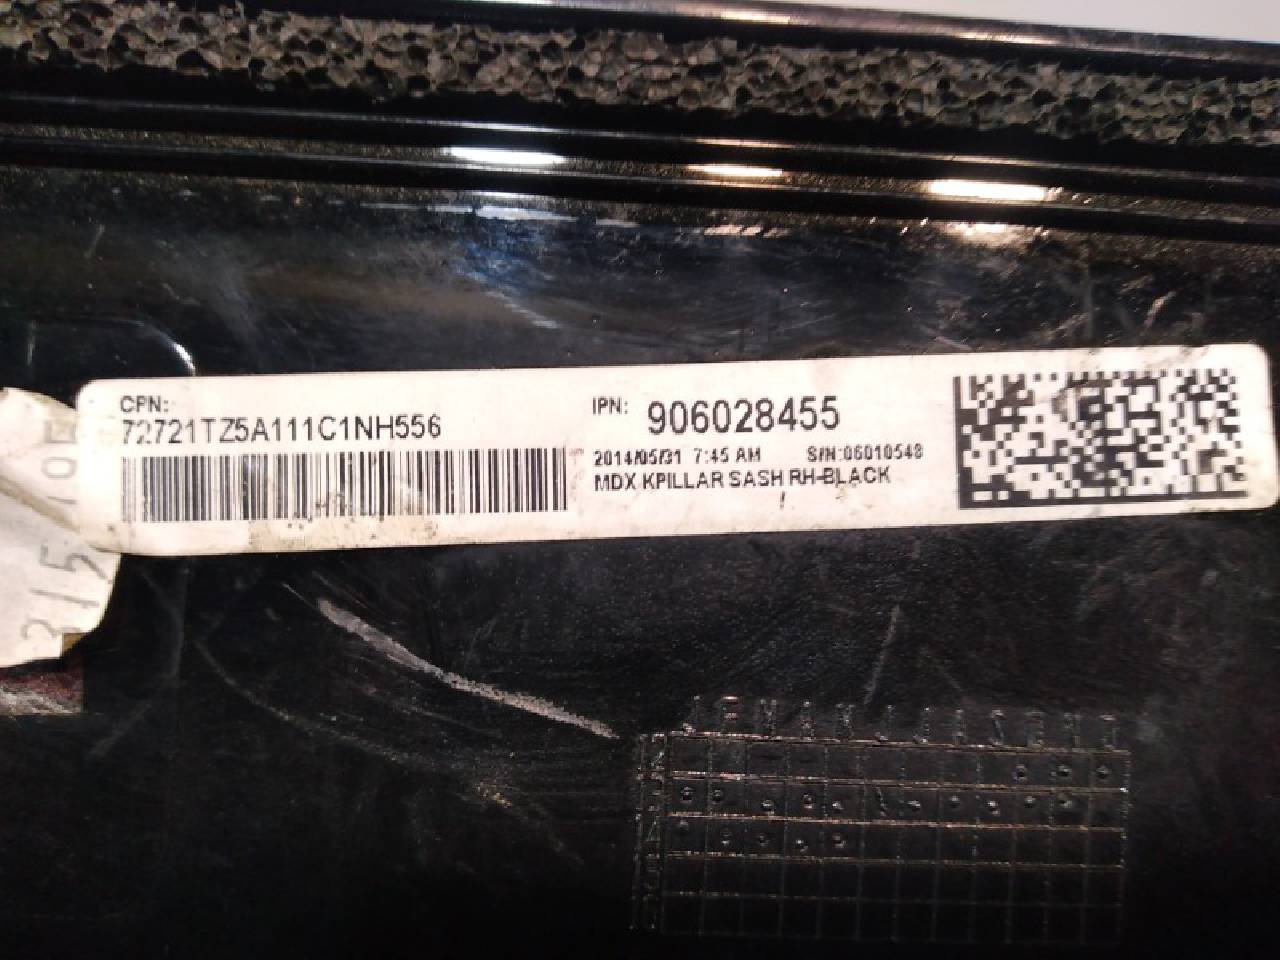 CPN:
72721TZ5A111C1NH556
IPN: 906028455
2014/05/31 7:45 AM S/N:06010548
MDX KPILLAR SASH RH-BLACK
J F M A M J J A S O N D